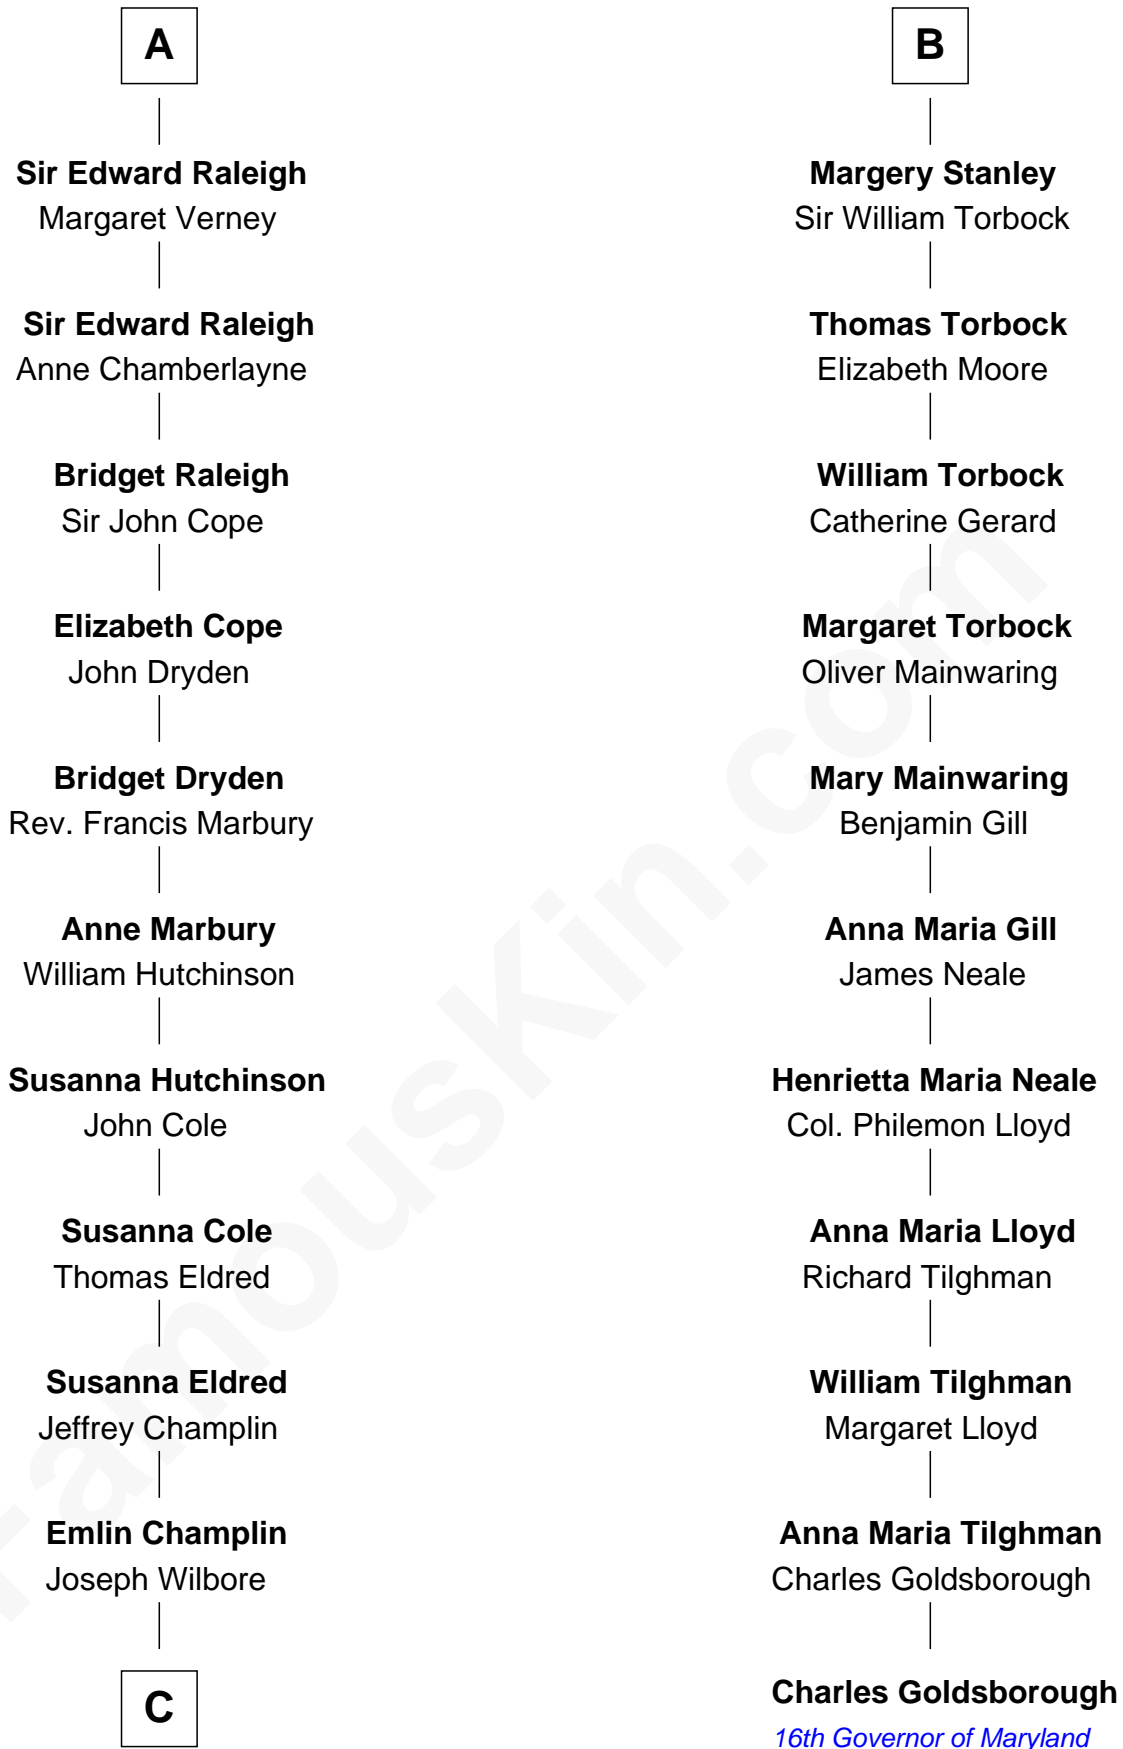 A
Sir Edward Raleigh
Margaret Verney
Sir Edward Raleigh
Anne Chamberlayne
Bridget Raleigh
Sir John Cope
Elizabeth Cope
John Dryden
Bridget Dryden
Rev. Francis Marbury
Anne Marbury
William Hutchinson
Susanna Hutchinson
John Cole
Susanna Cole
Thomas Eldred
Susanna Eldred
Jeffrey Champlin
Emlin Champlin
Joseph Wilbore
C
B
Margery Stanley
Sir William Torbock
Thomas Torbock
Elizabeth Moore
William Torbock
Catherine Gerard
Margaret Torbock
Oliver Mainwaring
Mary Mainwaring
Benjamin Gill
Anna Maria Gill
James Neale
Henrietta Maria Neale
Col. Philemon Lloyd
Anna Maria Lloyd
Richard Tilghman
William Tilghman
Margaret Lloyd
Anna Maria Tilghman
Charles Goldsborough
Charles Goldsborough
16th Governor of Maryland
FamousKin.com